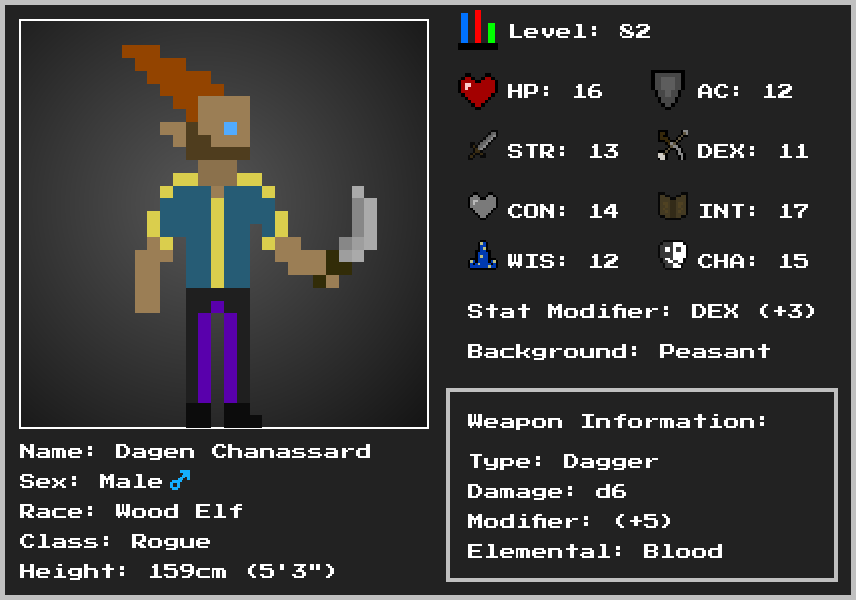 Level: 82
HP: 16 AC: 12
STR: 13 DEX: 11
CON: 14 INT: 17
WIS: 12 CHA: 15
Stat Modifier: DEX (+3)
Background: Peasant
Weapon Information:
Type: Dagger
Damage: d6
Modifier: (+5)
Elemental: Blood
Name: Dagen Chanassard
Sex: Male ♂
Race: Wood Elf
Class: Rogue
Height: 159cm (5'3")